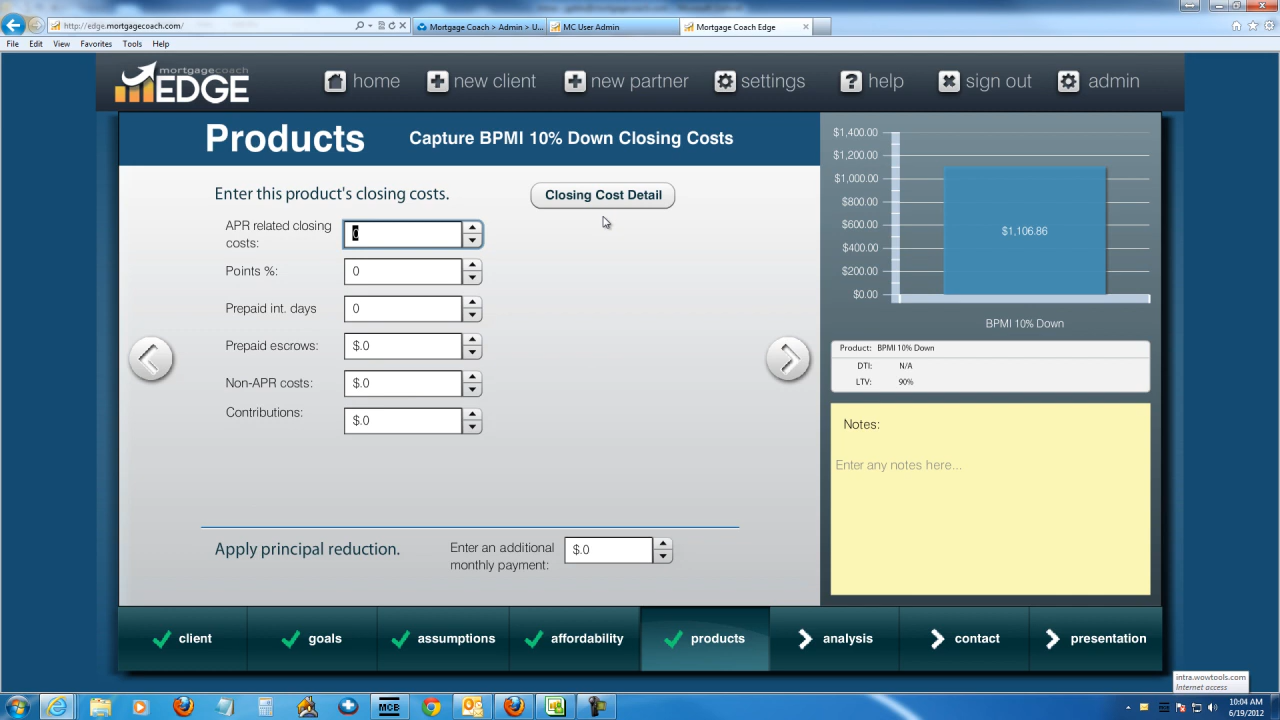 http://edge.mortgagecoach.com/
Mortgage Coach > Admin > U...
MC User Admin
Mortgage Coach Edge
File Edit View Favorites Tools Help
mortgagecoach
EDGE
home
new client
new partner
settings
help
sign out
admin
Products
Capture BPMI 10% Down Closing Costs
Enter this product's closing costs.
Closing Cost Detail
APR related closing
costs:
0
Points %:
0
Prepaid int. days
0
Prepaid escrows:
$.0
Non-APR costs:
$.0
Contributions:
$.0
Apply principal reduction.
Enter an additional
monthly payment:
$.0
$1,400.00
$1,200.00
$1,000.00
$800.00
$600.00
$400.00
$200.00
$0.00
$1,106.86
BPMI 10% Down
Product: BPMI 10% Down
DTI: N/A
LTV: 90%
Notes:
Enter any notes here...
client
goals
assumptions
affordability
products
analysis
contact
presentation
intra.wowtools.com
Internet access
MCB
10:04 AM
6/19/2012